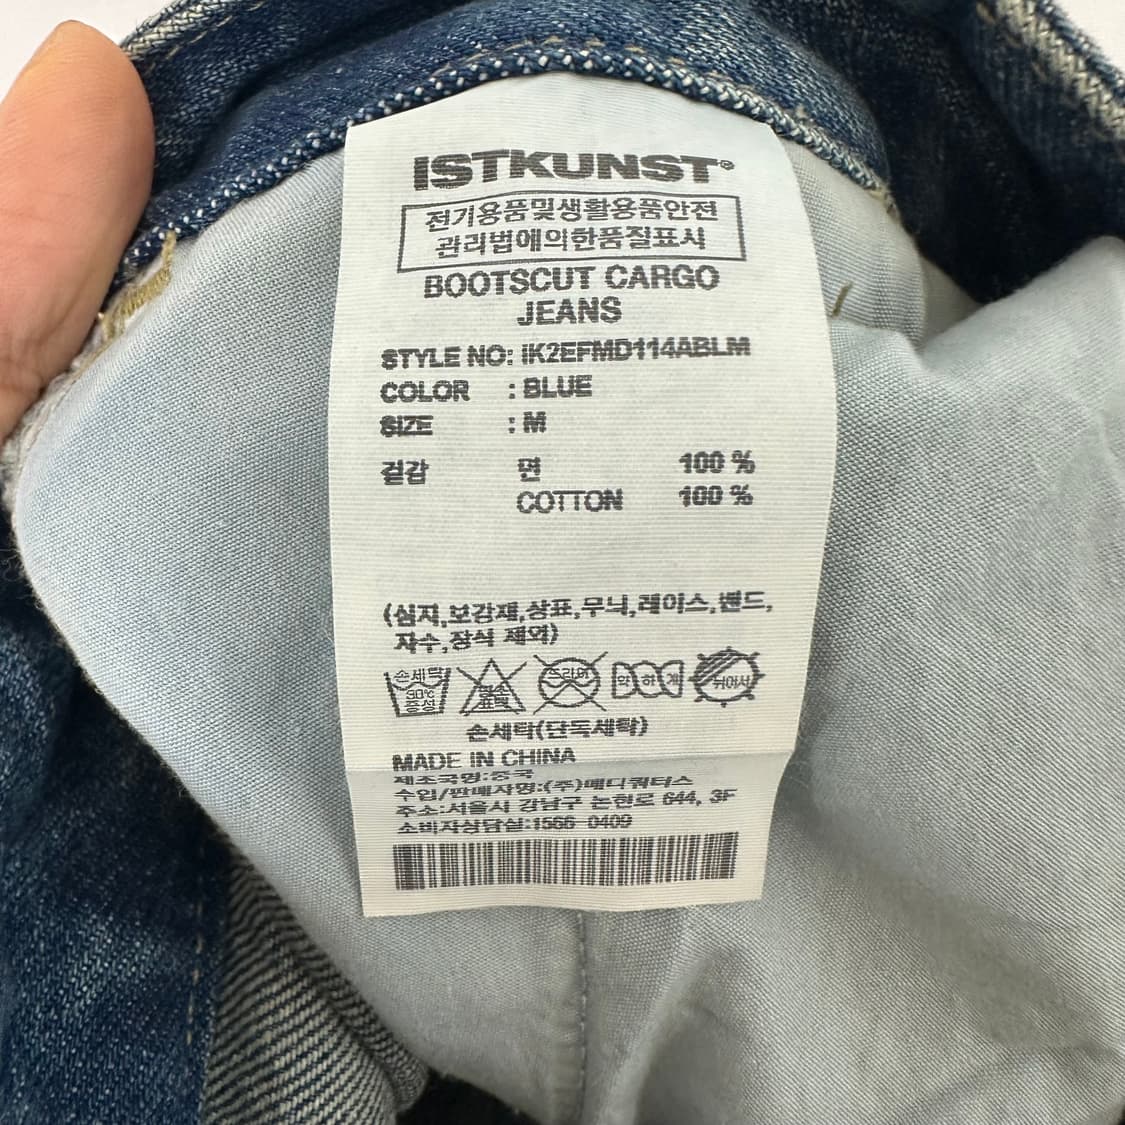 ISTKUNST®
전기용품및생활용품안전
관리법에의한품질표시
BOOTSCUT CARGO
JEANS
STYLE NO: IK2EFMD114ABLM
COLOR : BLUE
SIZE : M
겉감 면 100 %
COTTON 100 %
(심지,보강재,상표,무늬,레이스,밴드,
자수,장식 제외)
손세탁 30℃ 중성 염소 표백 드라이 약하게 뉘어서
손세탁(단독세탁)
MADE IN CHINA
제조국명:중국
수입/판매자명:(주)메디쿼터스
주소:서울시 강남구 논현로 644, 3F
소비자상담실:1566-0409